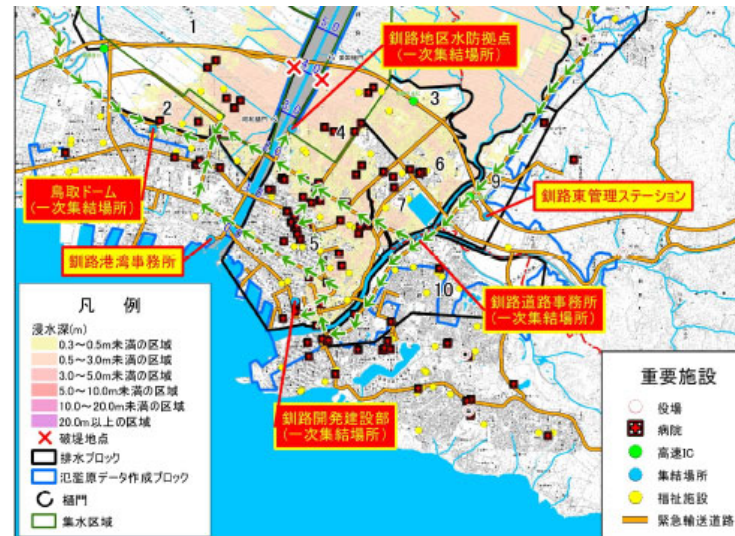 1
5.0
釧路地区水防拠点
(一次集結場所)
3
2
4
6
9
鳥取ドーム
(一次集結場所)
7
釧路東管理ステーション
5
釧路港湾事務所
10
釧路道路事務所
(一次集結場所)
釧路開発建設部
(一次集結場所)
凡 例
浸水深(m)
0.3～0.5m未満の区域
0.5～3.0m未満の区域
3.0～5.0m未満の区域
5.0～10.0m未満の区域
10.0～20.0m未満の区域
20.0m以上の区域
破堤地点
排水ブロック
氾濫原データ作成ブロック
樋門
集水区域
重要施設
役場
病院
高速IC
集結場所
福祉施設
緊急輸送道路